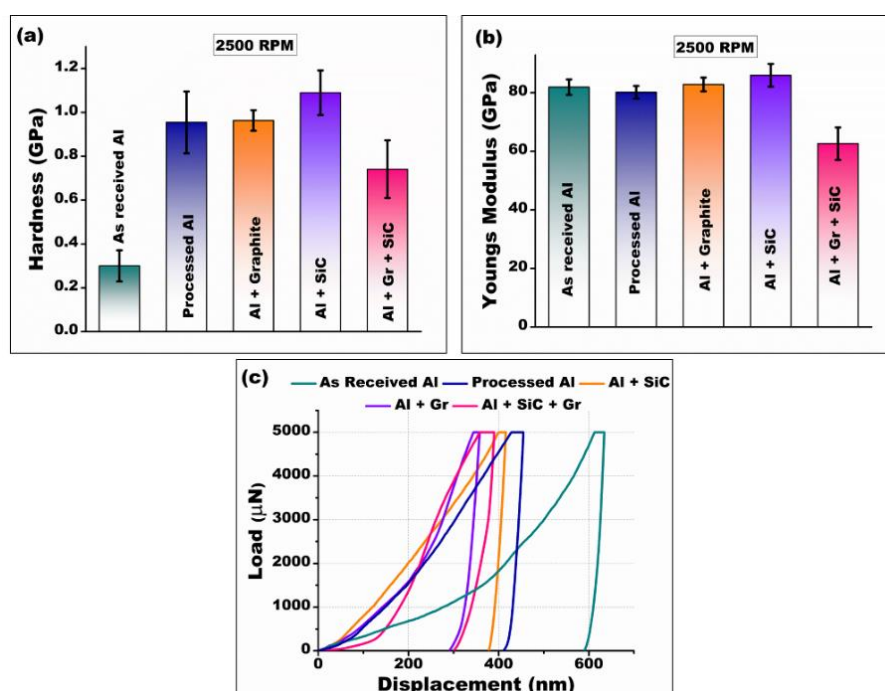 (a)
2500 RPM
Hardness (GPa)
1.2
1.0
0.8
0.6
0.4
0.2
0.0
As received Al
Processed Al
Al + Graphite
Al + SiC
Al + Gr + SiC
(b)
2500 RPM
Youngs Modulus (GPa)
80
60
40
20
0
As received Al
Processed Al
Al + Graphite
Al + SiC
Al + Gr + SiC
(c)
As Received Al Processed Al Al + SiC
Al + Gr Al + SiC + Gr
Load (μN)
5000
4000
3000
2000
1000
0
0 200 400 600
Displacement (nm)